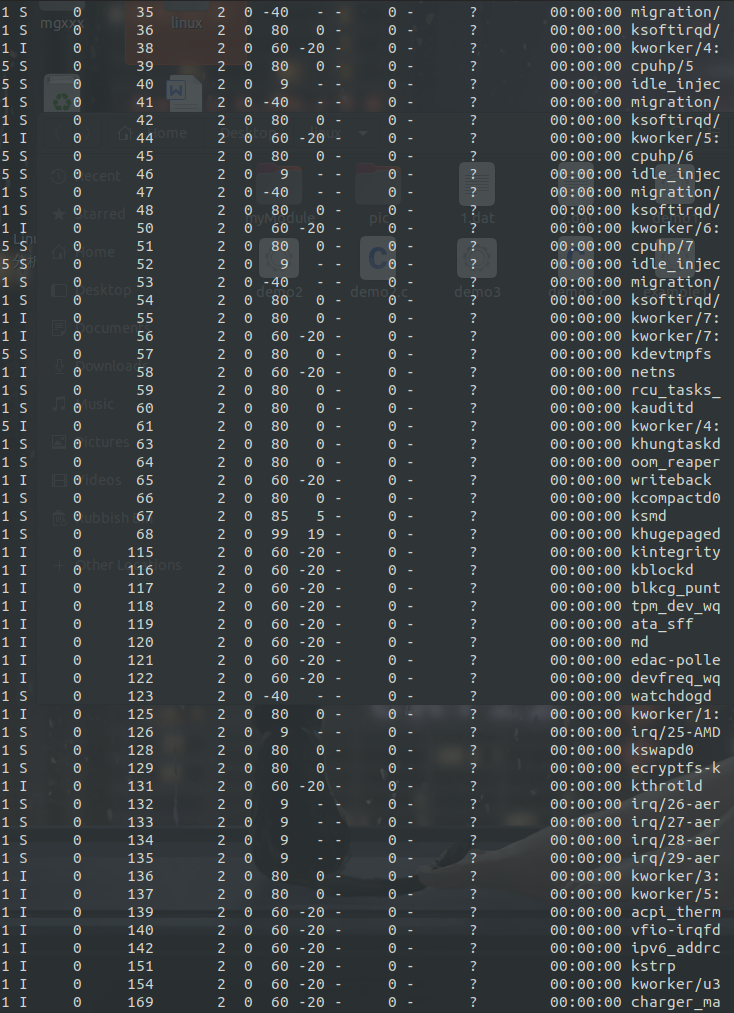 1 S 0 35 2 0 -40 - - 0 - ? 00:00:00 migration/
1 S 0 36 2 0 80 0 - 0 - ? 00:00:00 ksoftirqd/
1 I 0 38 2 0 60 -20 - 0 - ? 00:00:00 kworker/4:
5 S 0 39 2 0 80 0 - 0 - ? 00:00:00 cpuhp/5
5 S 0 40 2 0 9 - - 0 - ? 00:00:00 idle_injec
1 S 0 41 2 0 -40 - - 0 - ? 00:00:00 migration/
1 S 0 42 2 0 80 0 - 0 - ? 00:00:00 ksoftirqd/
1 I 0 44 2 0 60 -20 - 0 - ? 00:00:00 kworker/5:
5 S 0 45 2 0 80 0 - 0 - ? 00:00:00 cpuhp/6
5 S 0 46 2 0 9 - - 0 - ? 00:00:00 idle_injec
1 S 0 47 2 0 -40 - - 0 - ? 00:00:00 migration/
1 S 0 48 2 0 80 0 - 0 - ? 00:00:00 ksoftirqd/
1 I 0 50 2 0 60 -20 - 0 - ? 00:00:00 kworker/6:
5 S 0 51 2 0 80 0 - 0 - ? 00:00:00 cpuhp/7
5 S 0 52 2 0 9 - - 0 - ? 00:00:00 idle_injec
1 S 0 53 2 0 -40 - - 0 - ? 00:00:00 migration/
1 S 0 54 2 0 80 0 - 0 - ? 00:00:00 ksoftirqd/
1 I 0 55 2 0 80 0 - 0 - ? 00:00:00 kworker/7:
1 I 0 56 2 0 60 -20 - 0 - ? 00:00:00 kworker/7:
5 S 0 57 2 0 80 0 - 0 - ? 00:00:00 kdevtmpfs
1 I 0 58 2 0 60 -20 - 0 - ? 00:00:00 netns
1 S 0 59 2 0 80 0 - 0 - ? 00:00:00 rcu_tasks_
1 S 0 60 2 0 80 0 - 0 - ? 00:00:00 kauditd
5 I 0 61 2 0 80 0 - 0 - ? 00:00:00 kworker/4:
1 S 0 63 2 0 80 0 - 0 - ? 00:00:00 khungtaskd
1 S 0 64 2 0 80 0 - 0 - ? 00:00:00 oom_reaper
1 I 0 65 2 0 60 -20 - 0 - ? 00:00:00 writeback
1 S 0 66 2 0 80 0 - 0 - ? 00:00:00 kcompactd0
1 S 0 67 2 0 85 5 - 0 - ? 00:00:00 ksmd
1 S 0 68 2 0 99 19 - 0 - ? 00:00:00 khugepaged
1 I 0 115 2 0 60 -20 - 0 - ? 00:00:00 kintegrity
1 I 0 116 2 0 60 -20 - 0 - ? 00:00:00 kblockd
1 I 0 117 2 0 60 -20 - 0 - ? 00:00:00 blkcg_punt
1 I 0 118 2 0 60 -20 - 0 - ? 00:00:00 tpm_dev_wq
1 I 0 119 2 0 60 -20 - 0 - ? 00:00:00 ata_sff
1 I 0 120 2 0 60 -20 - 0 - ? 00:00:00 md
1 I 0 121 2 0 60 -20 - 0 - ? 00:00:00 edac-polle
1 I 0 122 2 0 60 -20 - 0 - ? 00:00:00 devfreq_wq
1 S 0 123 2 0 -40 - - 0 - ? 00:00:00 watchdogd
1 I 0 125 2 0 80 0 - 0 - ? 00:00:00 kworker/1:
1 S 0 126 2 0 9 - - 0 - ? 00:00:00 irq/25-AMD
1 S 0 128 2 0 80 0 - 0 - ? 00:00:00 kswapd0
1 S 0 129 2 0 80 0 - 0 - ? 00:00:00 ecryptfs-k
1 I 0 131 2 0 60 -20 - 0 - ? 00:00:00 kthrotld
1 S 0 132 2 0 9 - - 0 - ? 00:00:00 irq/26-aer
1 S 0 133 2 0 9 - - 0 - ? 00:00:00 irq/27-aer
1 S 0 134 2 0 9 - - 0 - ? 00:00:00 irq/28-aer
1 S 0 135 2 0 9 - - 0 - ? 00:00:00 irq/29-aer
1 I 0 136 2 0 80 0 - 0 - ? 00:00:00 kworker/3:
1 I 0 137 2 0 80 0 - 0 - ? 00:00:00 kworker/5:
1 I 0 139 2 0 60 -20 - 0 - ? 00:00:00 acpi_therm
1 I 0 140 2 0 60 -20 - 0 - ? 00:00:00 vfio-irqfd
1 I 0 142 2 0 60 -20 - 0 - ? 00:00:00 ipv6_addrc
1 I 0 151 2 0 60 -20 - 0 - ? 00:00:00 kstrp
1 I 0 154 2 0 60 -20 - 0 - ? 00:00:00 kworker/u3
1 I 0 169 2 0 60 -20 - 0 - ? 00:00:00 charger_ma
mgxxx
linux
Home
Desktop
Recent
Starred
Home
Desktop
Documents
Music
Pictures
Videos
Other Locations
myModule
pic
1.dat
demo2
demo3